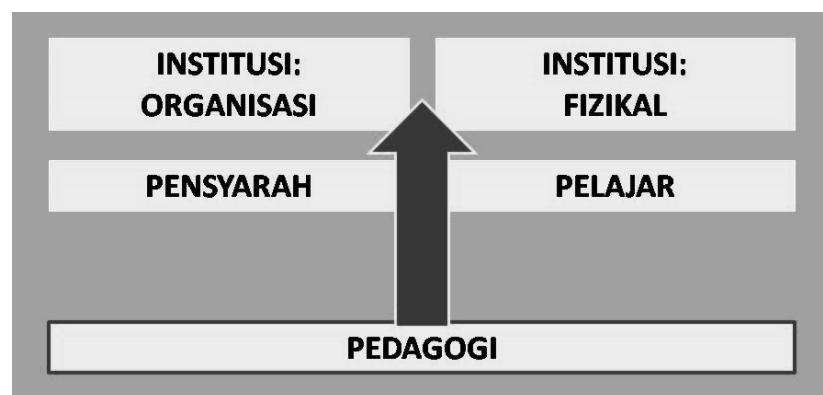 INSTITUSI:
ORGANISASI
INSTITUSI:
FIZIKAL
PENSYARAH
PELAJAR
PEDAGOGI